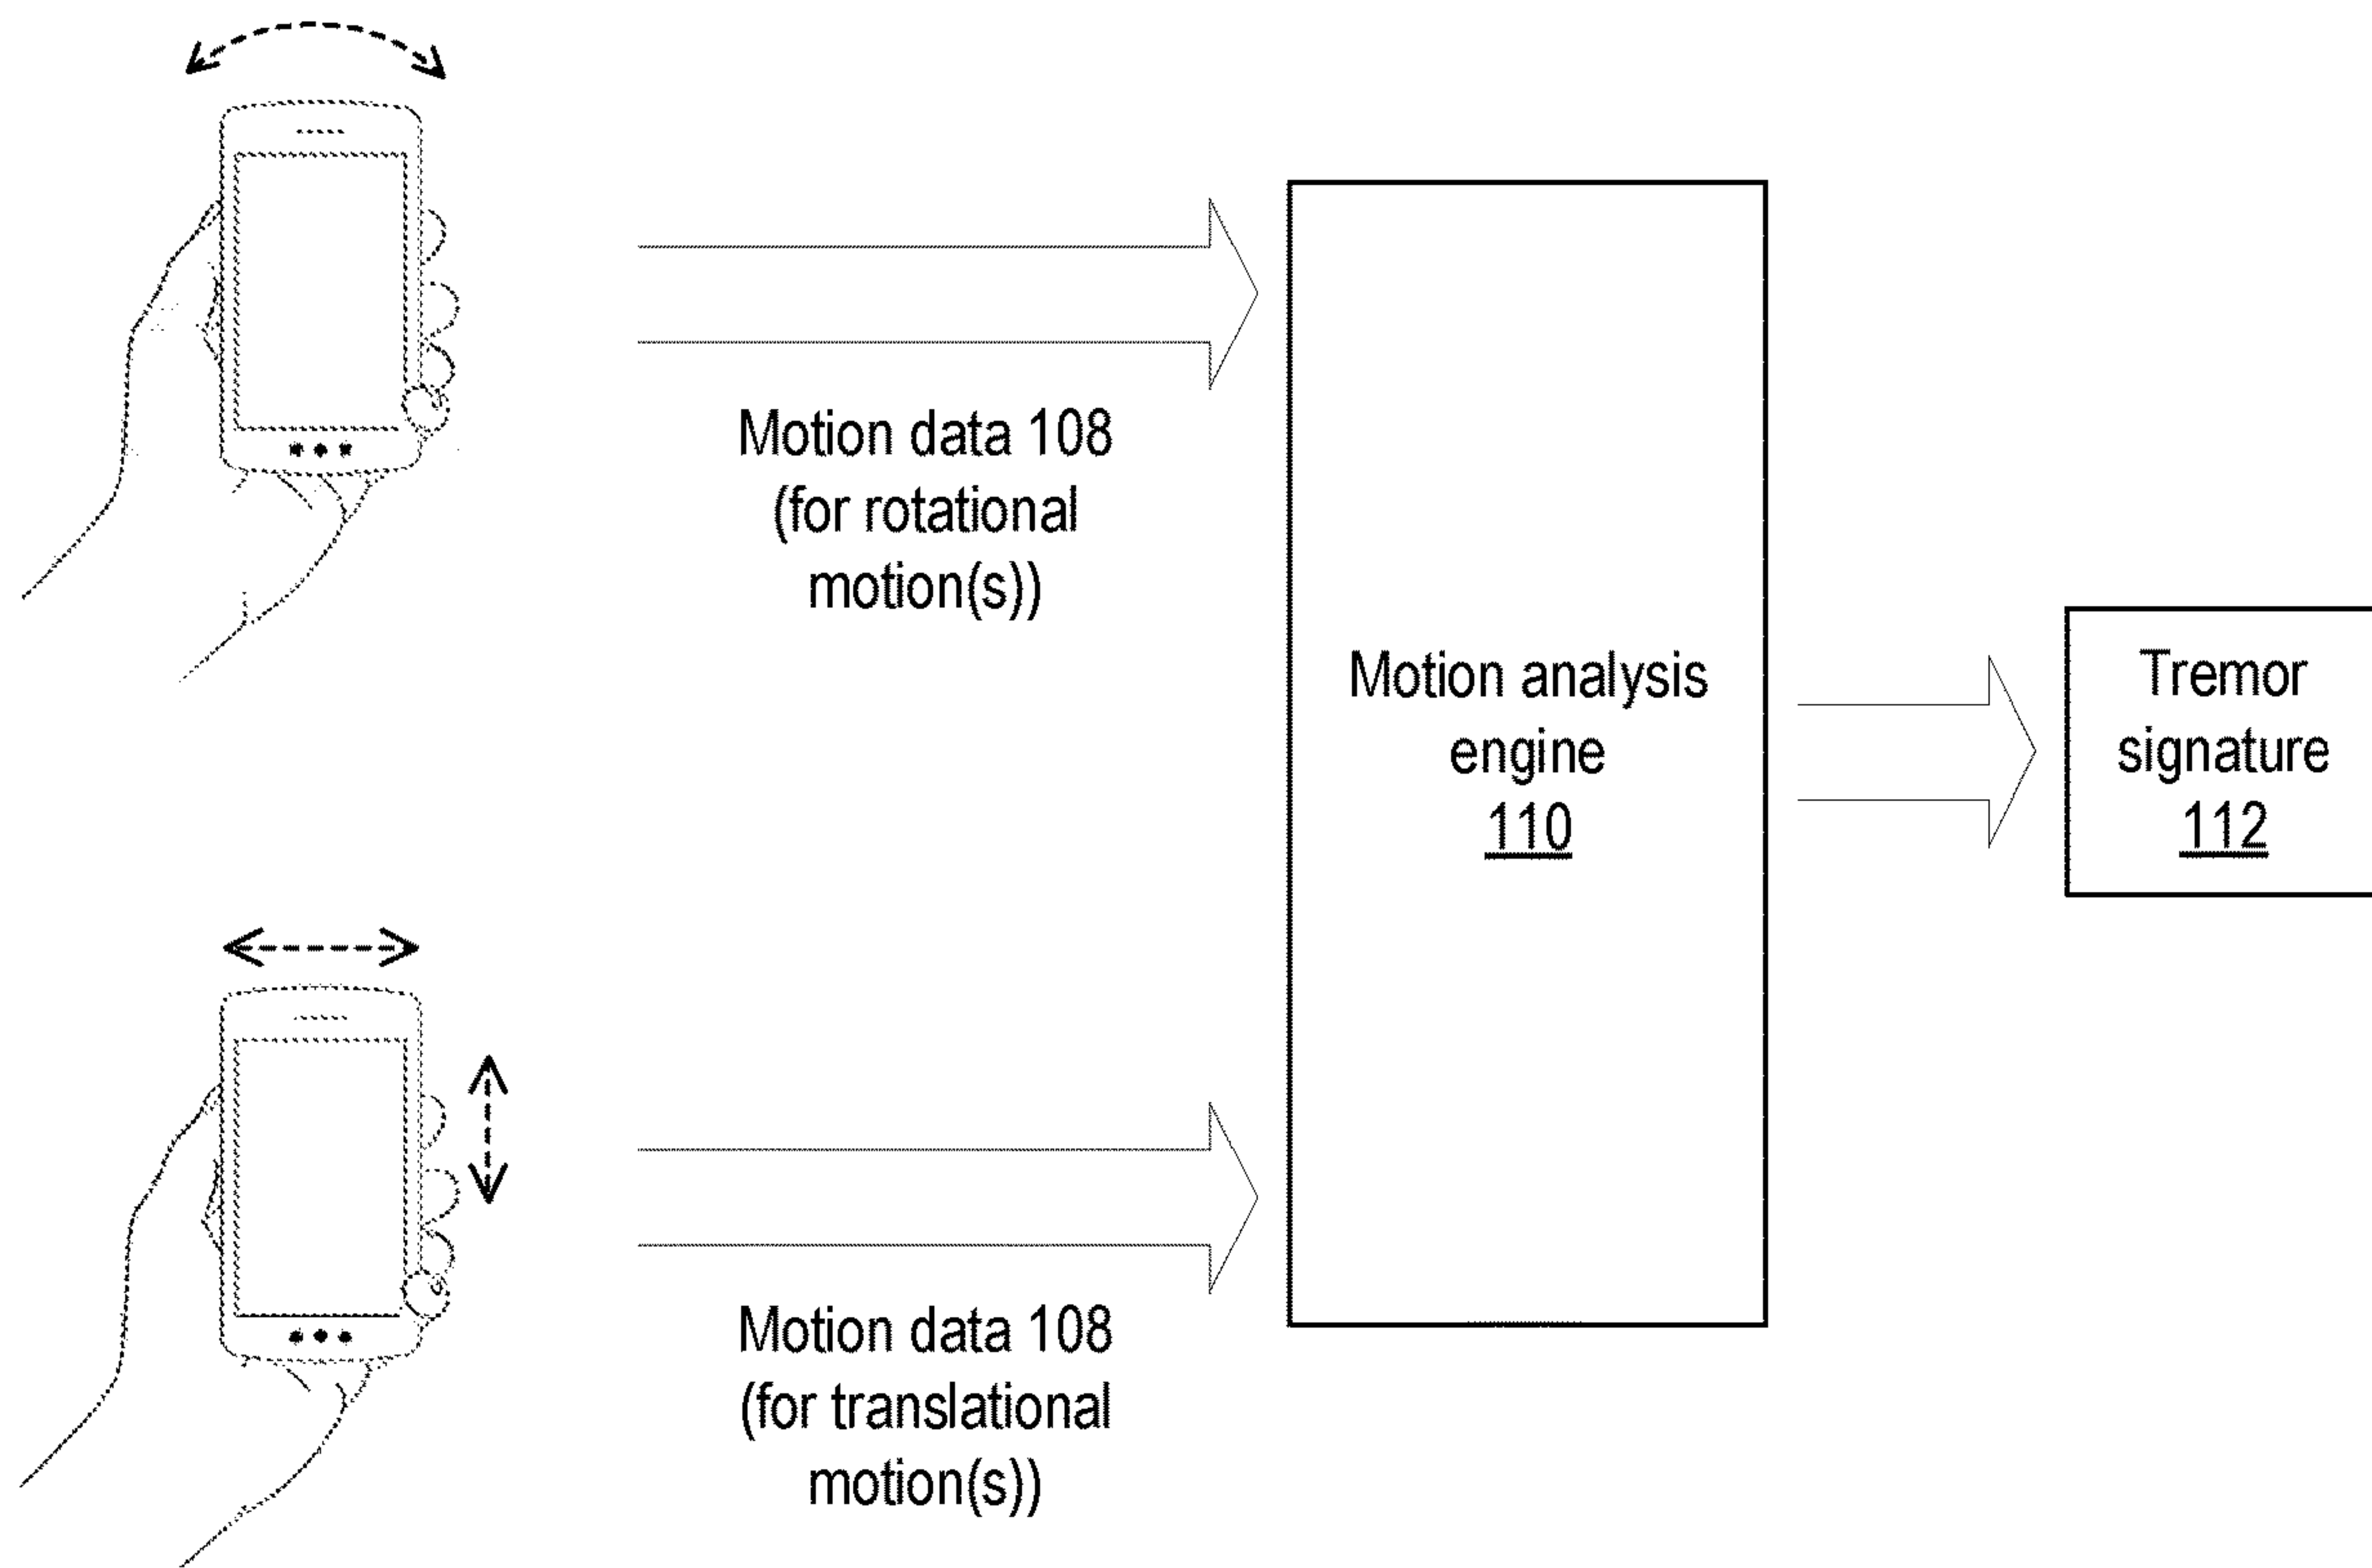 Motion data 108
(for rotational
motion(s))
Motion analysis
engine
110
Tremor
signature
112
Motion data 108
(for translational
motion(s))